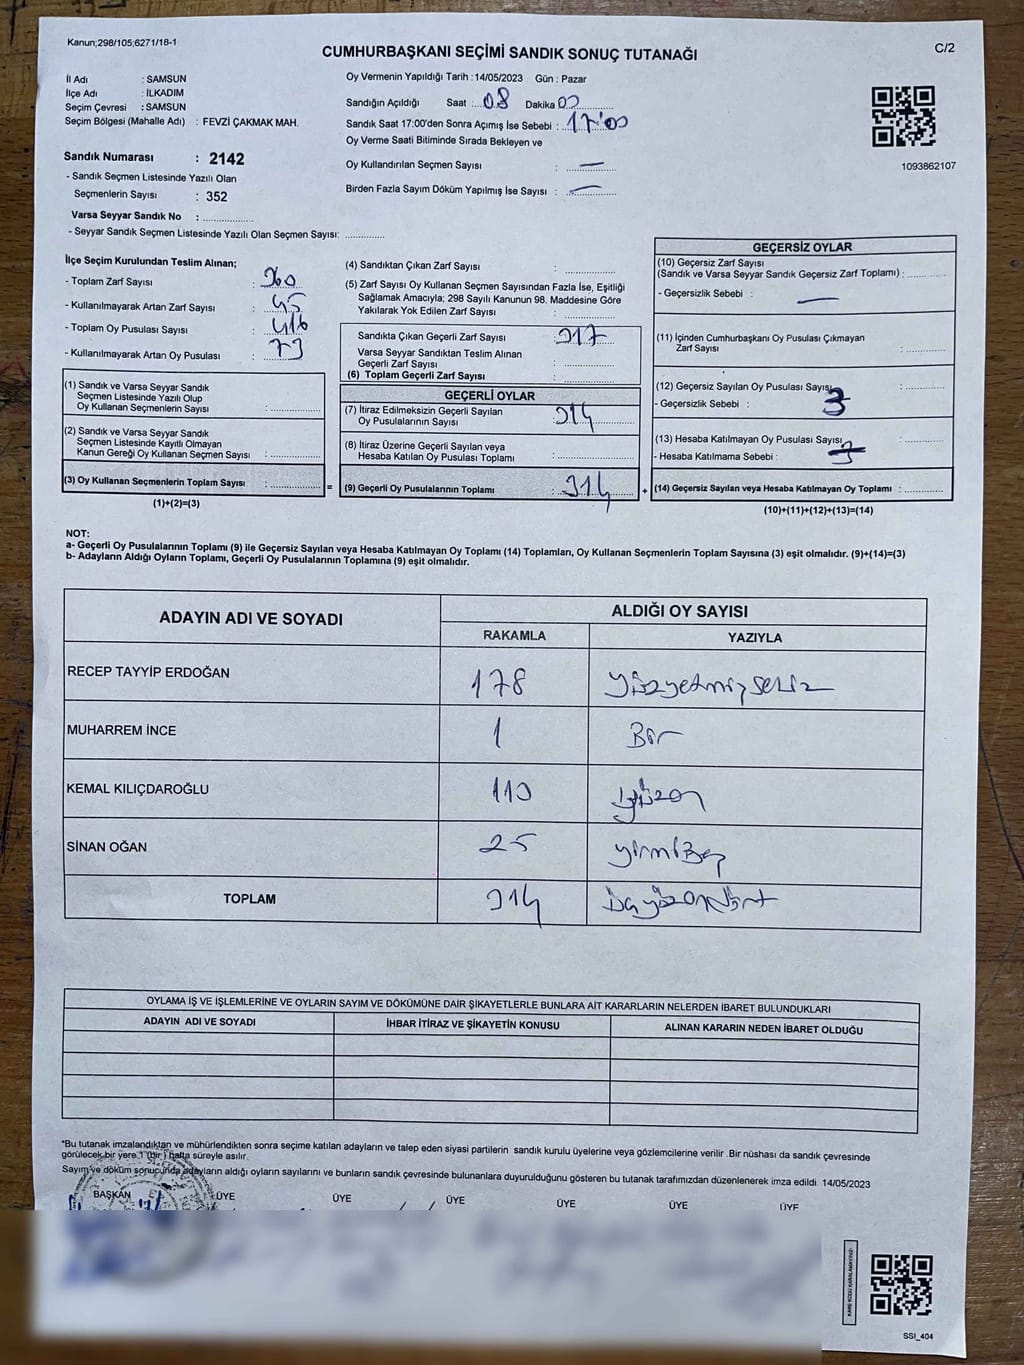 Kanun;298/105;6271/18-1
CUMHURBAŞKANI SEÇİMİ SANDIK SONUÇ TUTANAĞI
C/2
İl Adı : SAMSUN
İlçe Adı : İLKADIM
Seçim Çevresi : SAMSUN
Seçim Bölgesi (Mahalle Adı) : FEVZİ ÇAKMAK MAH.
Sandık Numarası : 2142
- Sandık Seçmen Listesinde Yazılı Olan
Seçmenlerin Sayısı : 352
Varsa Seyyar Sandık No :
- Seyyar Sandık Seçmen Listesinde Yazılı Olan Seçmen Sayısı:
Oy Vermenin Yapıldığı Tarih : 14/05/2023 Gün : Pazar
Sandığın Açıldığı Saat : 08 Dakika 00
Sandık Saat 17:00'den Sonra Açımış İse Sebebi : 17:00
Oy Verme Saati Bitiminde Sırada Bekleyen ve
Oy Kullandırılan Seçmen Sayısı : —
Birden Fazla Sayım Döküm Yapılmış İse Sayısı : —
1093862107
İlçe Seçim Kurulundan Teslim Alınan;
- Toplam Zarf Sayısı : 360
- Kullanılmayarak Artan Zarf Sayısı : 45
- Toplam Oy Pusulası Sayısı : 416
- Kullanılmayarak Artan Oy Pusulası : 73
(1) Sandık ve Varsa Seyyar Sandık
Seçmen Listesinde Yazılı Olup
Oy Kullanan Seçmenlerin Sayısı :
(2) Sandık ve Varsa Seyyar Sandık
Seçmen Listesinde Kayıtlı Olmayan
Kanun Gereği Oy Kullanan Seçmen Sayısı :
(3) Oy Kullanan Seçmenlerin Toplam Sayısı : =
(1)+(2)=(3)
(4) Sandıktan Çıkan Zarf Sayısı :
(5) Zarf Sayısı Oy Kullanan Seçmen Sayısından Fazla İse, Eşitliği
Sağlamak Amacıyla; 298 Sayılı Kanunun 98. Maddesine Göre
Yakılarak Yok Edilen Zarf Sayısı :
Sandıkta Çıkan Geçerli Zarf Sayısı : 317
Varsa Seyyar Sandıktan Teslim Alınan
Geçerli Zarf Sayısı :
(6) Toplam Geçerli Zarf Sayısı :
GEÇERLİ OYLAR
(7) İtiraz Edilmeksizin Geçerli Sayılan
Oy Pusulalarının Sayısı : 314
(8) İtiraz Üzerine Geçerli Sayılan veya
Hesaba Katılan Oy Pusulası Toplamı :
(9) Geçerli Oy Pusulalarının Toplamı : 314 +
GEÇERSİZ OYLAR
(10) Geçersiz Zarf Sayısı
(Sandık ve Varsa Seyyar Sandık Geçersiz Zarf Toplamı) :
- Geçersizlik Sebebi : —
(11) İçinden Cumhurbaşkanı Oy Pusulası Çıkmayan
Zarf Sayısı :
(12) Geçersiz Sayılan Oy Pusulası Sayısı :
- Geçersizlik Sebebi : 3
(13) Hesaba Katılmayan Oy Pusulası Sayısı :
- Hesaba Katılmama Sebebi :
(14) Geçersiz Sayılan veya Hesaba Katılmayan Oy Toplamı :
(10)+(11)+(12)+(13)=(14)
NOT:
a- Geçerli Oy Pusulalarının Toplamı (9) ile Geçersiz Sayılan veya Hesaba Katılmayan Oy Toplamı (14) Toplamları, Oy Kullanan Seçmenlerin Toplam Sayısına (3) eşit olmalıdır. (9)+(14)=(3)
b- Adayların Aldığı Oyların Toplamı, Geçerli Oy Pusulalarının Toplamına (9) eşit olmalıdır.
ADAYIN ADI VE SOYADI ALDIĞI OY SAYISI
RAKAMLA YAZIYLA
RECEP TAYYİP ERDOĞAN 178 yüzyetmişsekiz
MUHARREM İNCE 1 Bir
KEMAL KILIÇDAROĞLU 110 yüzon
SİNAN OĞAN 25 yirmiBeş
TOPLAM 314 üçyüzondört
OYLAMA İŞ VE İŞLEMLERİNE VE OYLARIN SAYIM VE DÖKÜMÜNE DAİR ŞİKAYETLERLE BUNLARA AİT KARARLARIN NELERDEN İBARET BULUNDUKLARI
ADAYIN ADI VE SOYADI İHBAR İTİRAZ VE ŞİKAYETİN KONUSU ALINAN KARARIN NEDEN İBARET OLDUĞU
*Bu tutanak imzalandıktan ve mühürlendikten sonra seçime katılan adayların ve talep eden siyasi partilerin sandık kurulu üyelerine veya gözlemcilerine verilir .Bir nüshası da sandık çevresinde
görülecek bir yere 1 (bir ) hafta süreyle asılır.
Sayım ve döküm sonucunda adayların aldığı oyların sayılarını ve bunların sandık çevresinde bulunanlara duyurulduğunu gösteren bu tutanak tarafımızdan düzenlenerek imza edildi. 14/05/2023
BAŞKAN ÜYE ÜYE ÜYE ÜYE ÜYE ÜYE
KARE KODU KARALAMAYINIZ
SSİ_404